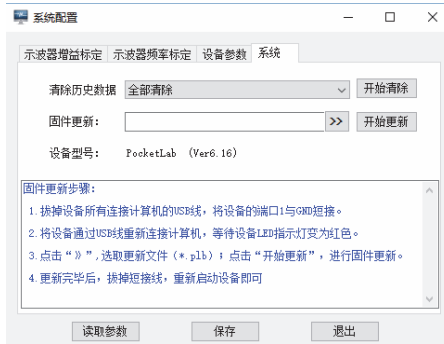 系统配置
示波器增益标定 示波器频率标定 设备参数 系统
清除历史数据 全部清除 开始清除
固件更新： >> 开始更新
设备型号： PocketLab （Ver6.16）
固件更新步骤：
1.拔掉设备所有连接计算机的USB线，将设备的端口1与GND短接。
2.将设备通过USB线重新连接计算机，等待设备LED指示灯变为红色。
3.点击“》”,选取更新文件（*.plb）；点击“开始更新”，进行固件更新。
4.更新完毕后，拔掉短接线，重新启动设备即可
读取参数 保存 退出